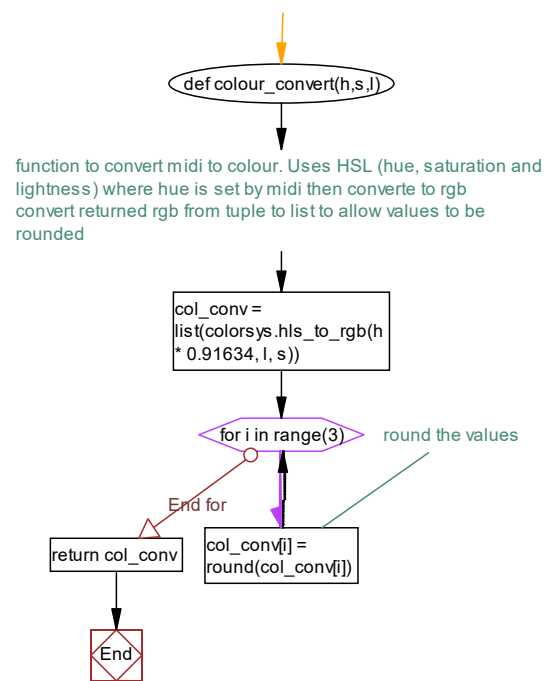 def colour_convert(h,s,l)
function to convert midi to colour. Uses HSL (hue, saturation and
lightness) where hue is set by midi then converte to rgb
convert returned rgb from tuple to list to allow values to be
rounded
col_conv =
list(colorsys.hls_to_rgb(h
* 0.91634, l, s))
for i in range(3)
round the values
End for
col_conv[i] =
round(col_conv[i])
return col_conv
End